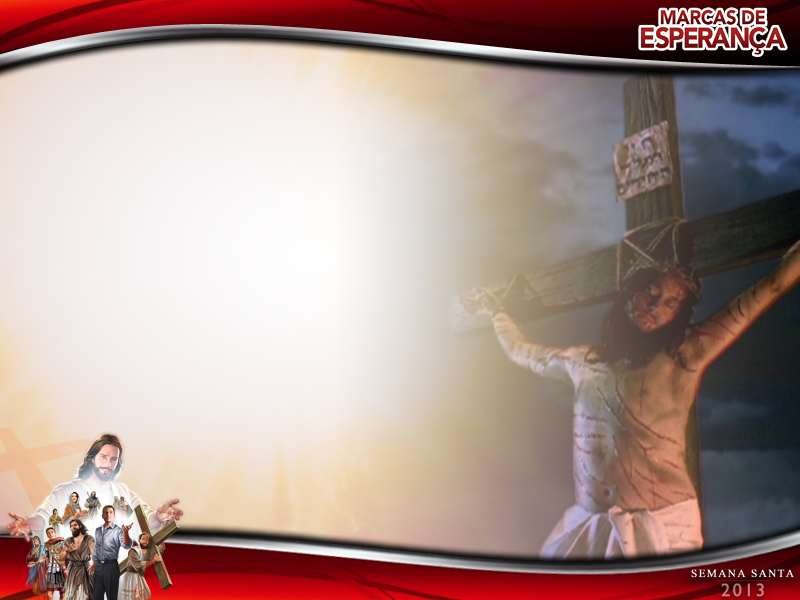 MARCAS DE
ESPERANÇA
SEMANA SANTA
2013